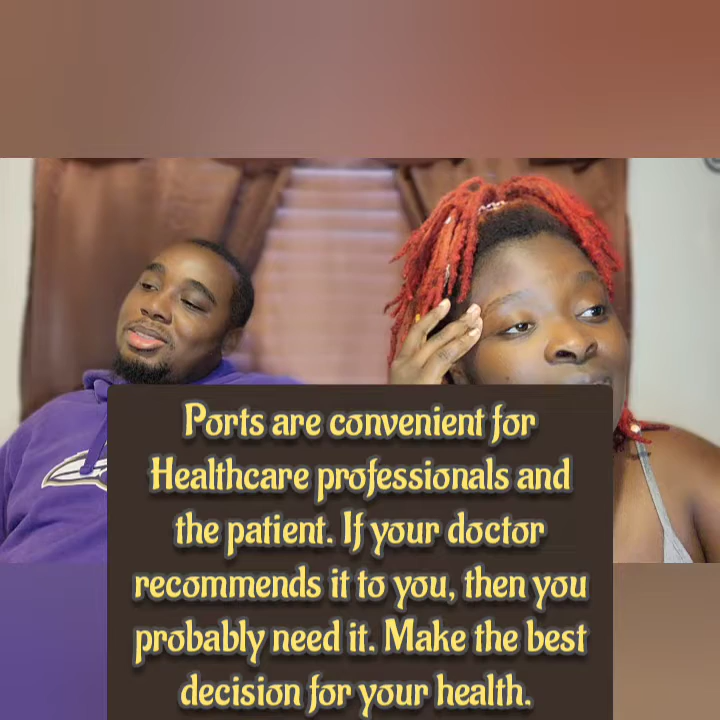 Ports are convenient for
Healthcare professionals and
the patient. If your doctor
recommends it to you, then you
probably need it. Make the best
decision for your health.